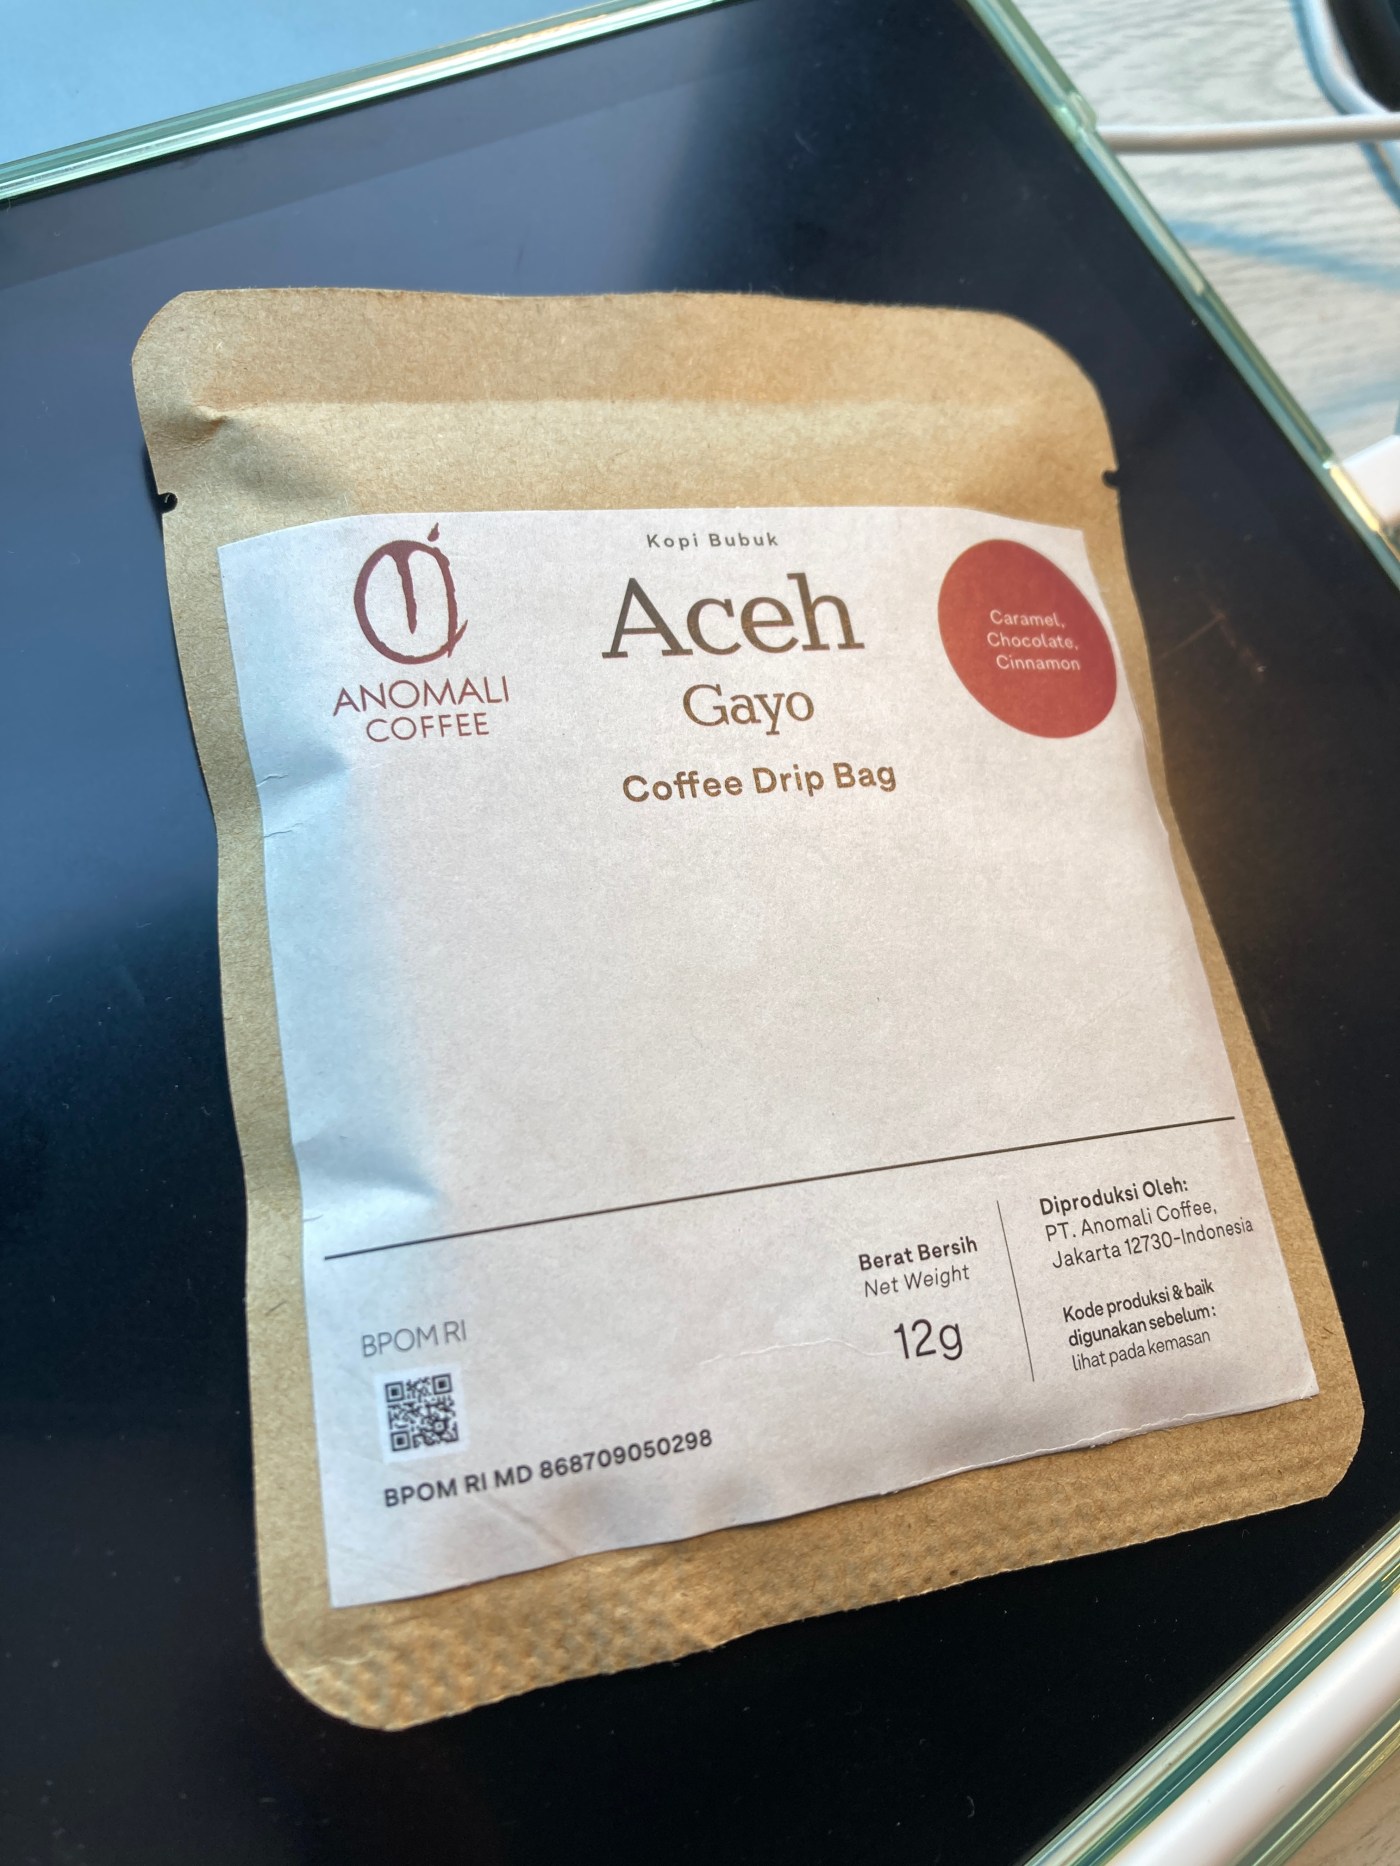 Kopi Bubuk
ANOMALI
COFFEE
Aceh
Gayo
Coffee Drip Bag
Caramel,
Chocolate,
Cinnamon
BPOM RI
BPOM RI MD 868709050298
Berat Bersih
Net Weight
12g
Diproduksi Oleh:
PT. Anomali Coffee,
Jakarta 12730-Indonesia
Kode produksi & baik
digunakan sebelum:
lihat pada kemasan